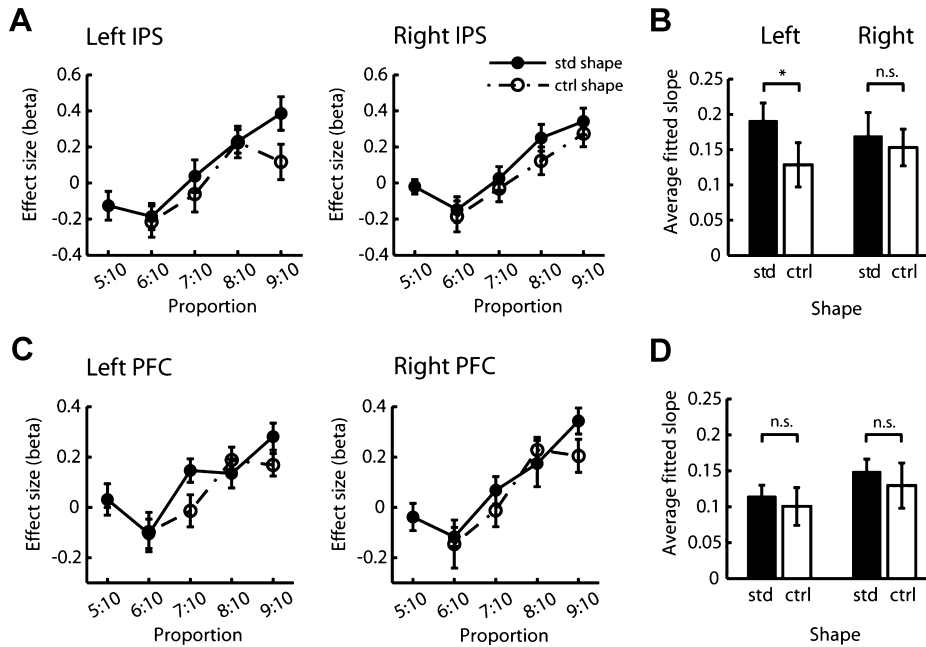 A
Left IPS
Right IPS
std shape
ctrl shape
Effect size (beta)
0.6
0.4
0.2
0
-0.2
-0.4
5:10
6:10
7:10
8:10
9:10
Proportion
Effect size (beta)
0.6
0.4
0.2
0
-0.2
-0.4
5:10
6:10
7:10
8:10
9:10
Proportion
B
Left
Right
Average fitted slope
0.25
0.2
0.15
0.1
0.05
0
*
n.s.
std
ctrl
std
ctrl
Shape
C
Left PFC
Right PFC
Effect size (beta)
0.4
0.2
0
-0.2
5:10
6:10
7:10
8:10
9:10
Proportion
Effect size (beta)
0.4
0.2
0
-0.2
5:10
6:10
7:10
8:10
9:10
Proportion
D
Average fitted slope
0.25
0.2
0.15
0.1
0.05
0
n.s.
n.s.
std
ctrl
std
ctrl
Shape